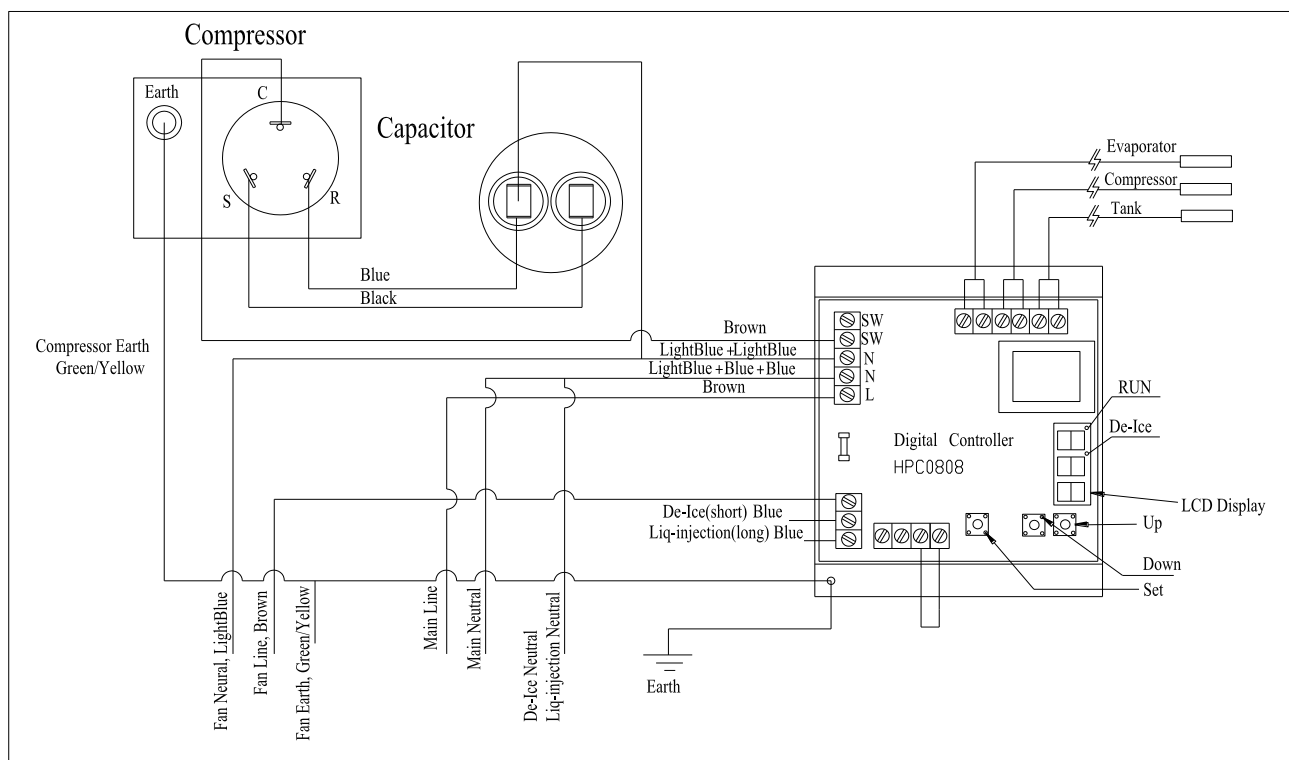 Compressor
Earth
C
Capacitor
S
R
Evaporator
Compressor
Tank
Blue
Black
Compressor Earth
Green/Yellow
Brown
LightBlue +LightBlue
LightBlue +Blue +Blue
Brown
SW
SW
N
N
L
RUN
De-Ice
Digital Controller
HPC0808
LCD Display
De-Ice(short) Blue
Liq-injection(long) Blue
Up
Down
Set
Fan Neural, LightBlue
Fan Line, Brown
Fan Earth, Green/Yellow
Main Line
Main Neutral
De-Ice Neutral
Liq-injection Neutral
Earth